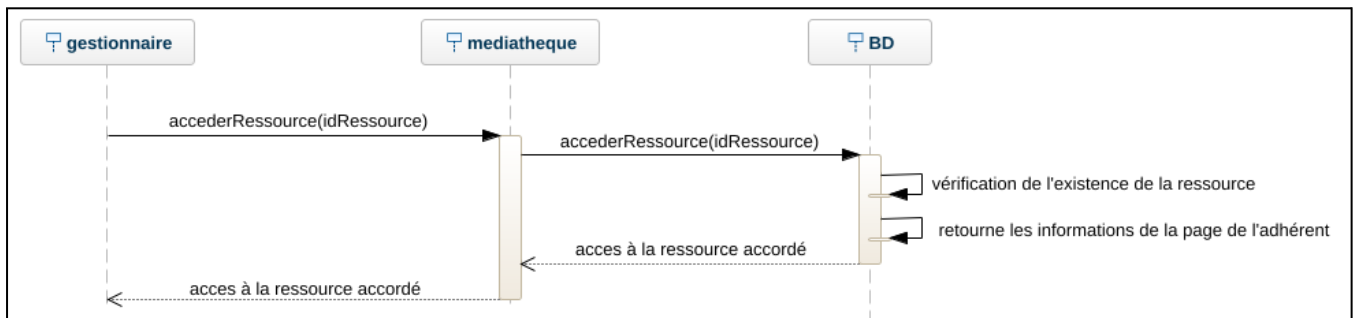 gestionnaire
mediatheque
BD
accederRessource(idRessource)
accederRessource(idRessource)
vérification de l'existence de la ressource
retourne les informations de la page de l'adhérent
acces à la ressource accordé
acces à la ressource accordé